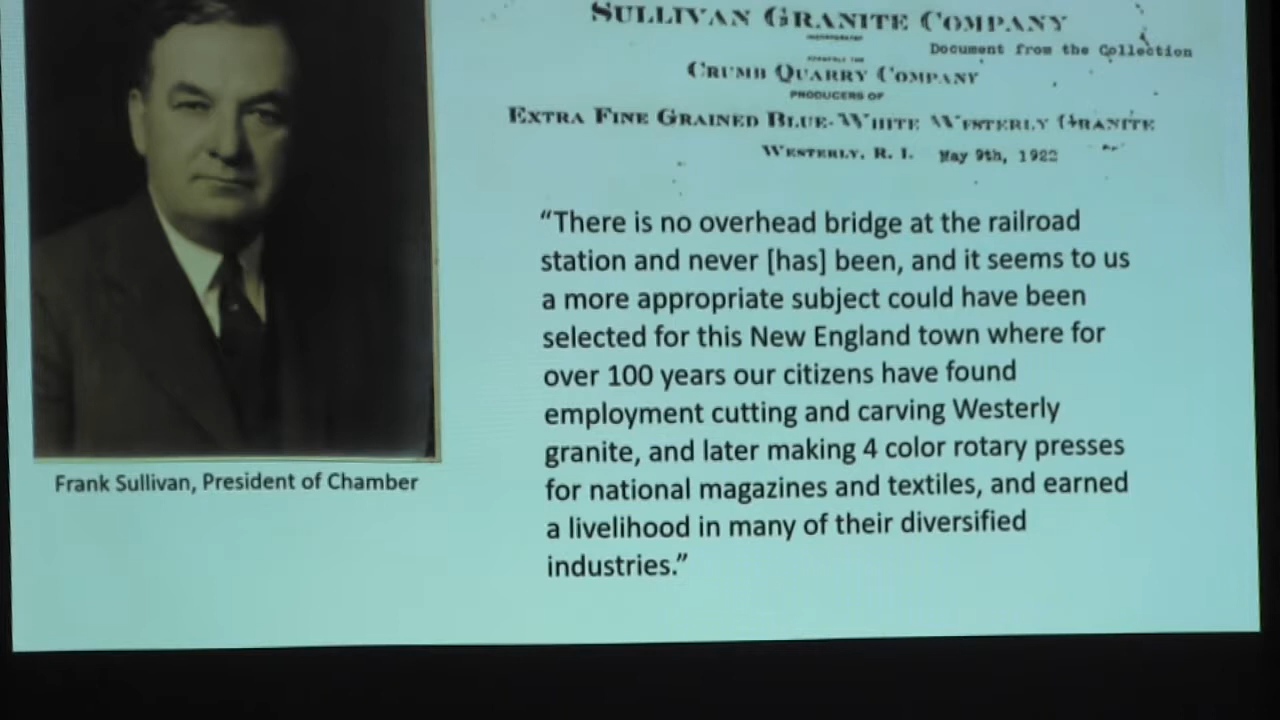 SULLIVAN GRANITE COMPANY
INCORPORATED
Document from the Collection
FORMERLY THE
CRUMB QUARRY COMPANY
PRODUCERS OF
EXTRA FINE GRAINED BLUE-WHITE WESTERLY GRANITE
WESTERLY, R. I. May 9th, 1922
“There is no overhead bridge at the railroad
station and never [has] been, and it seems to us
a more appropriate subject could have been
selected for this New England town where for
over 100 years our citizens have found
employment cutting and carving Westerly
granite, and later making 4 color rotary presses
for national magazines and textiles, and earned
a livelihood in many of their diversified
industries.”
Frank Sullivan, President of Chamber